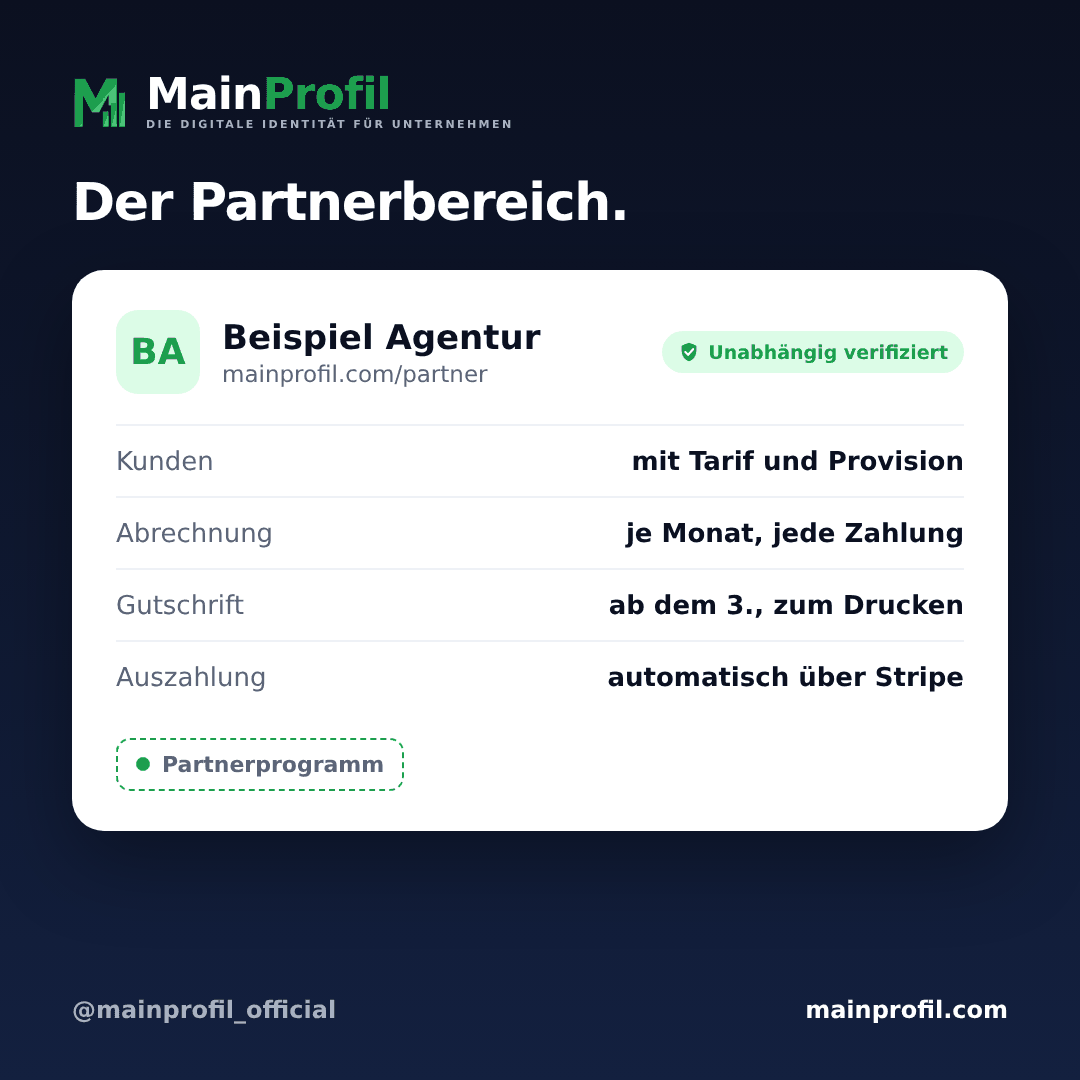 MainProfil
DIE DIGITALE IDENTITÄT FÜR UNTERNEHMEN
Der Partnerbereich.
BA
Beispiel Agentur
mainprofil.com/partner
Unabhängig verifiziert
Kunden mit Tarif und Provision
Abrechnung je Monat, jede Zahlung
Gutschrift ab dem 3., zum Drucken
Auszahlung automatisch über Stripe
Partnerprogramm
@mainprofil_official mainprofil.com